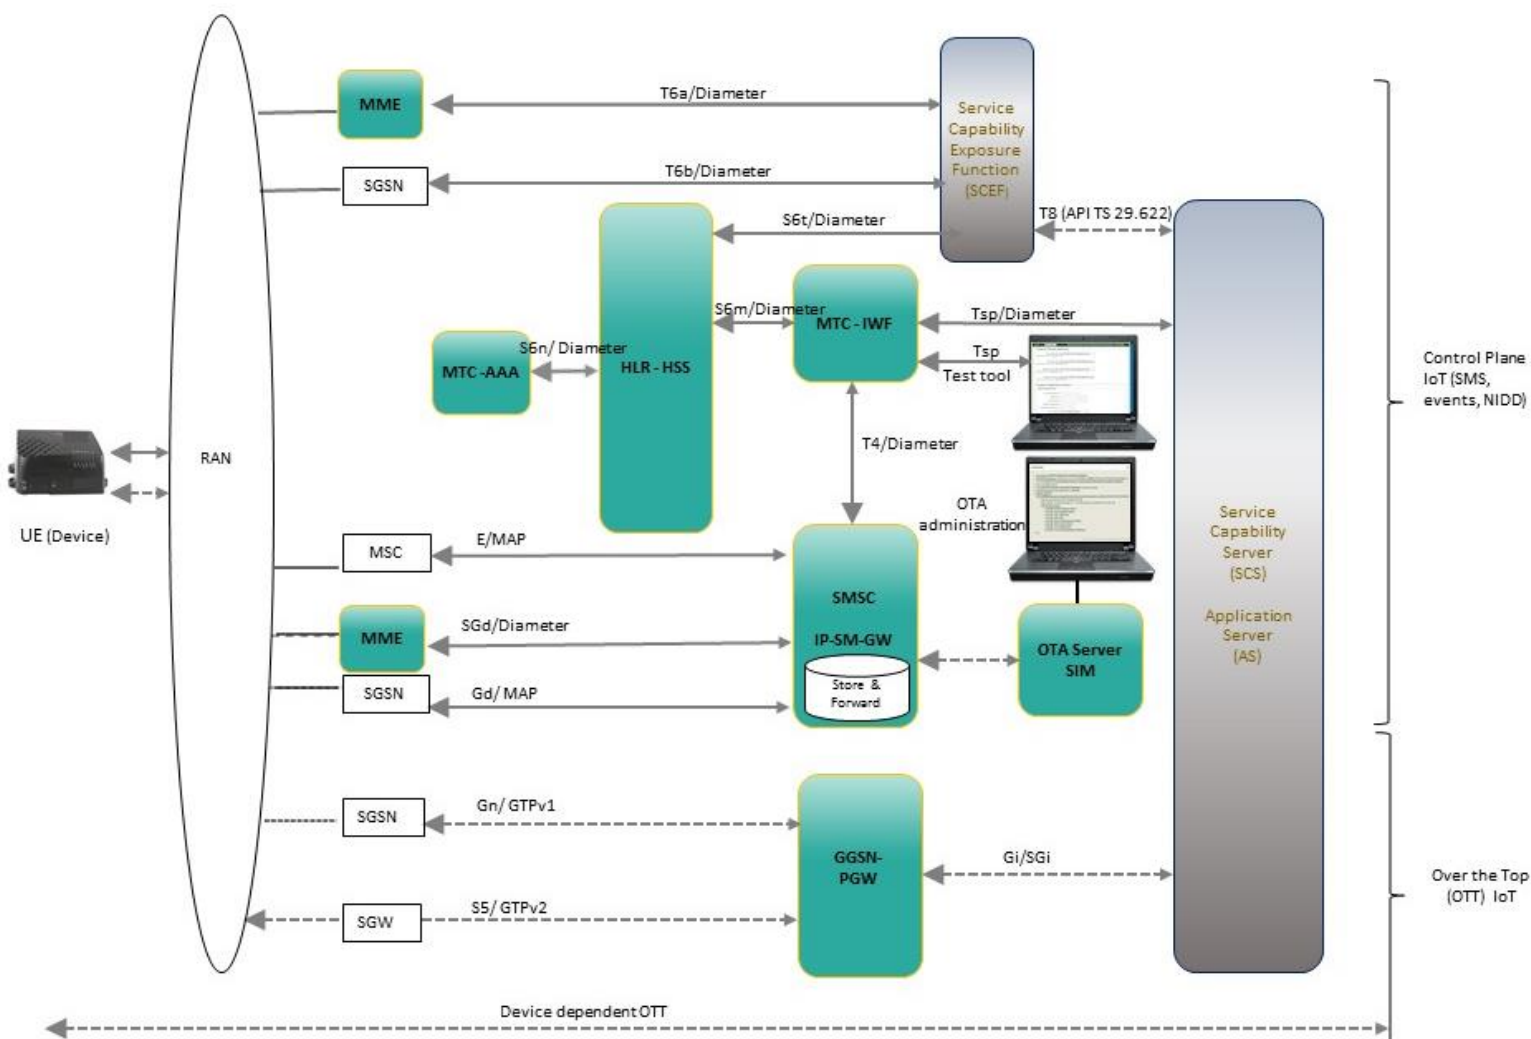 T6a/Diameter
MME
Service
Capability
Exposure
Function
(SCEF)
T6b/Diameter
SGSN
S6t/Diameter
T8 (API TS 29.622)
S6m/Diameter
MTC - IWF
Tsp/Diameter
S6n/ Diameter
MTC -AAA
HLR - HSS
Tsp
Test tool
Control Plane
IoT (SMS,
events, NIDD)
T4/Diameter
RAN
UE (Device)
OTA
administration
Service
Capability
Server
(SCS)
Application
Server
(AS)
MSC
E/MAP
SMSC
IP-SM-GW
Store &
Forward
MME
SGd/Diameter
OTA Server
SIM
SGSN
Gd/ MAP
SGSN
Gn/ GTPv1
GGSN-
PGW
Gi/SGi
Over the Top
(OTT) IoT
SGW
S5/ GTPv2
Device dependent OTT